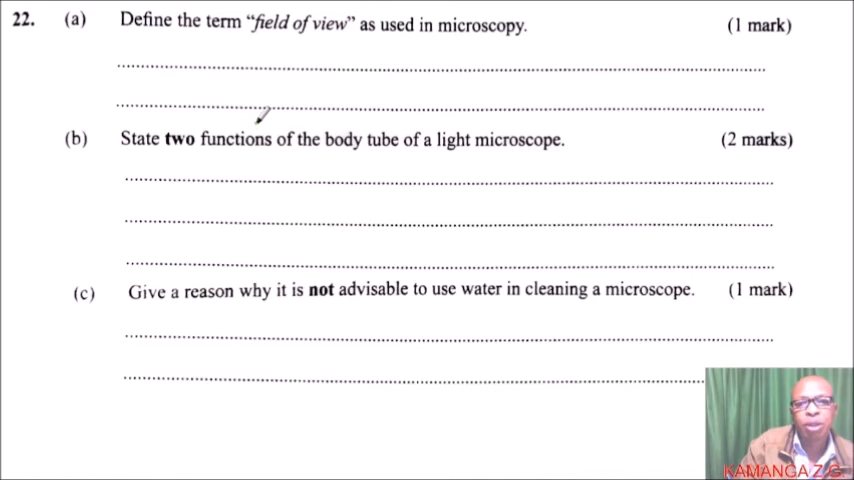 22. (a) Define the term “field of view” as used in microscopy. (1 mark)
(b) State two functions of the body tube of a light microscope. (2 marks)
(c) Give a reason why it is not advisable to use water in cleaning a microscope. (1 mark)
KAMANGA Z.G.